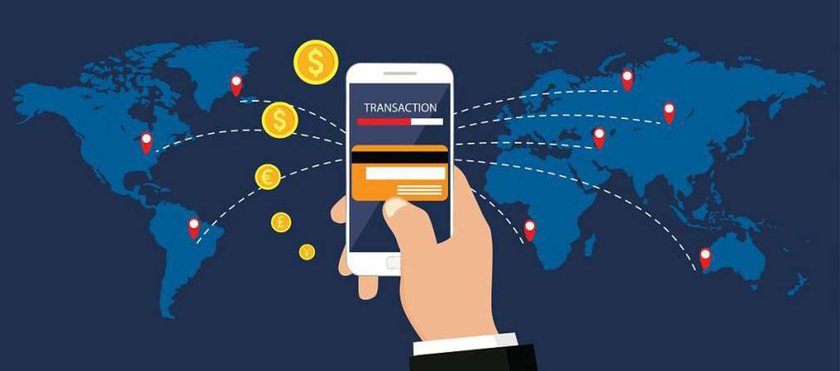 $
TRANSACTION
$
€
£